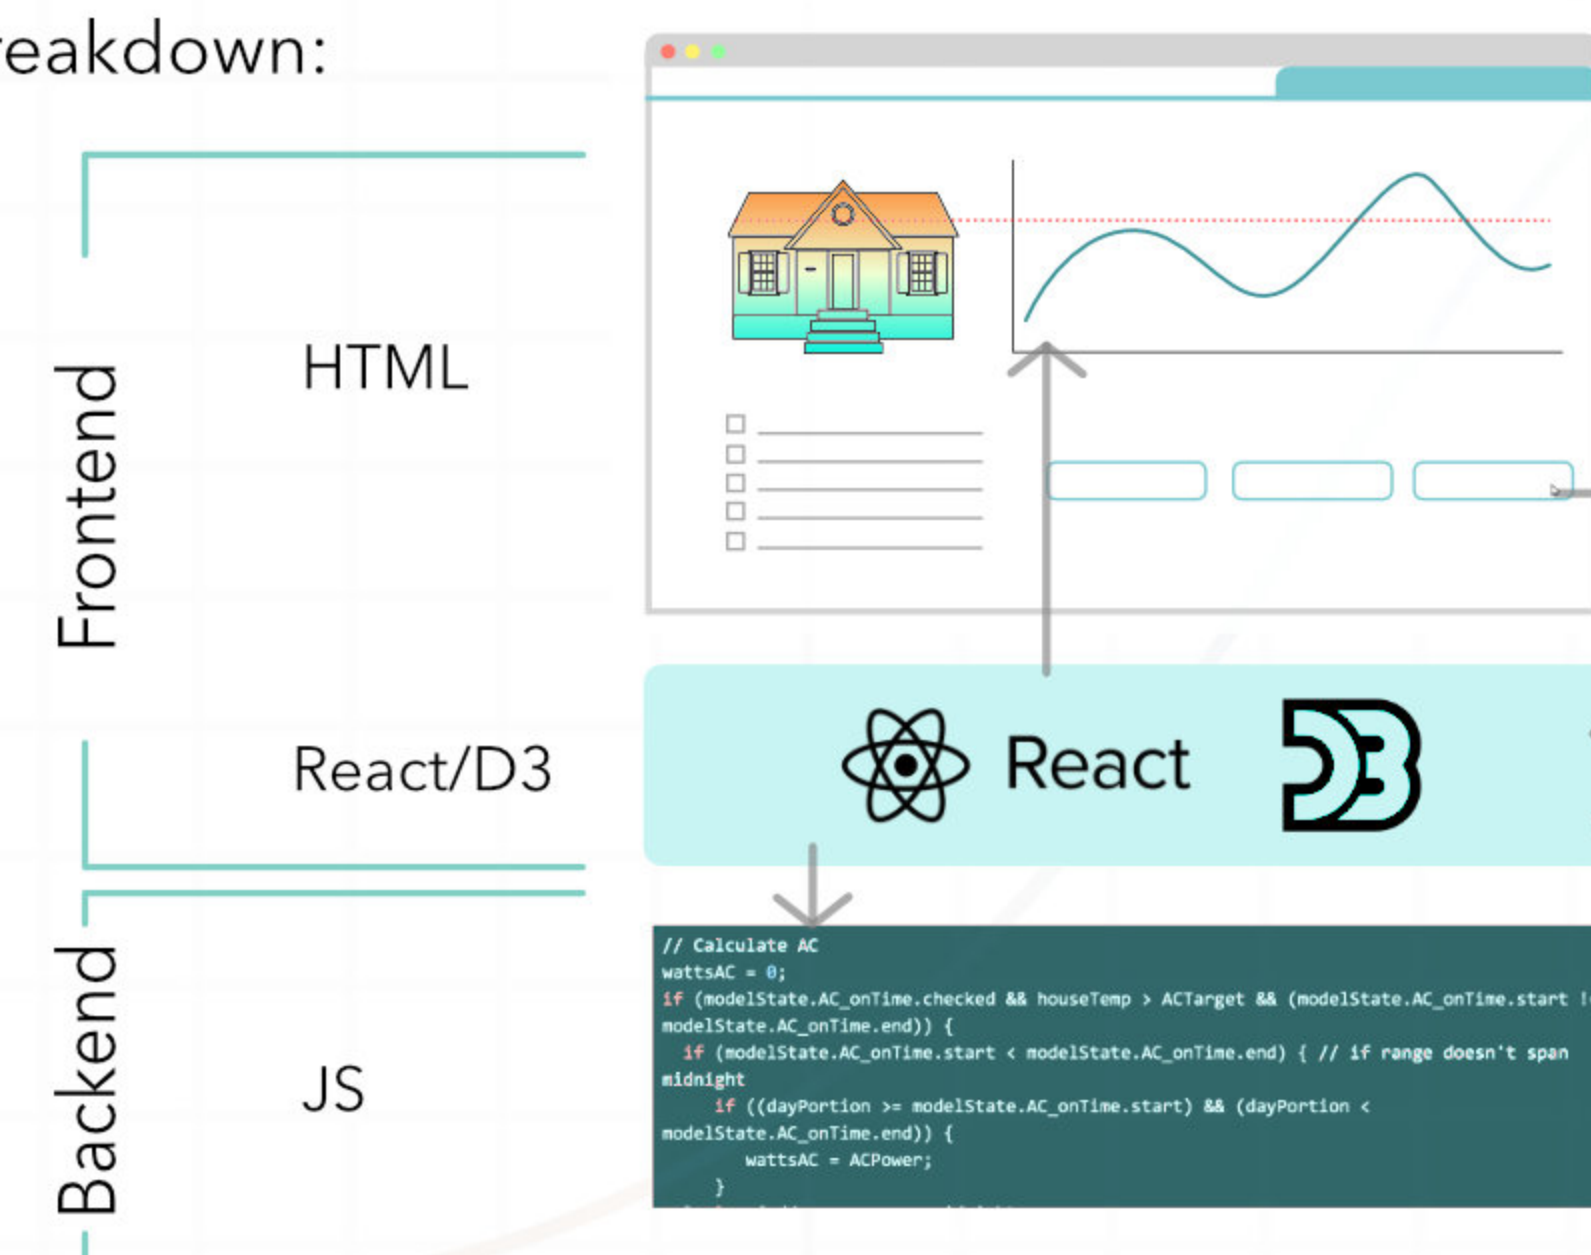 reakdown:
Frontend
HTML
React/D3
React
D3
Backend
JS
// Calculate AC
wattsAC = 0;
if (modelState.AC_onTime.checked && houseTemp > ACTarget && (modelState.AC_onTime.start !
modelState.AC_onTime.end)) {
if (modelState.AC_onTime.start < modelState.AC_onTime.end) { // if range doesn't span
midnight
if ((dayPortion >= modelState.AC_onTime.start) && (dayPortion <
modelState.AC_onTime.end)) {
wattsAC = ACPower;
}